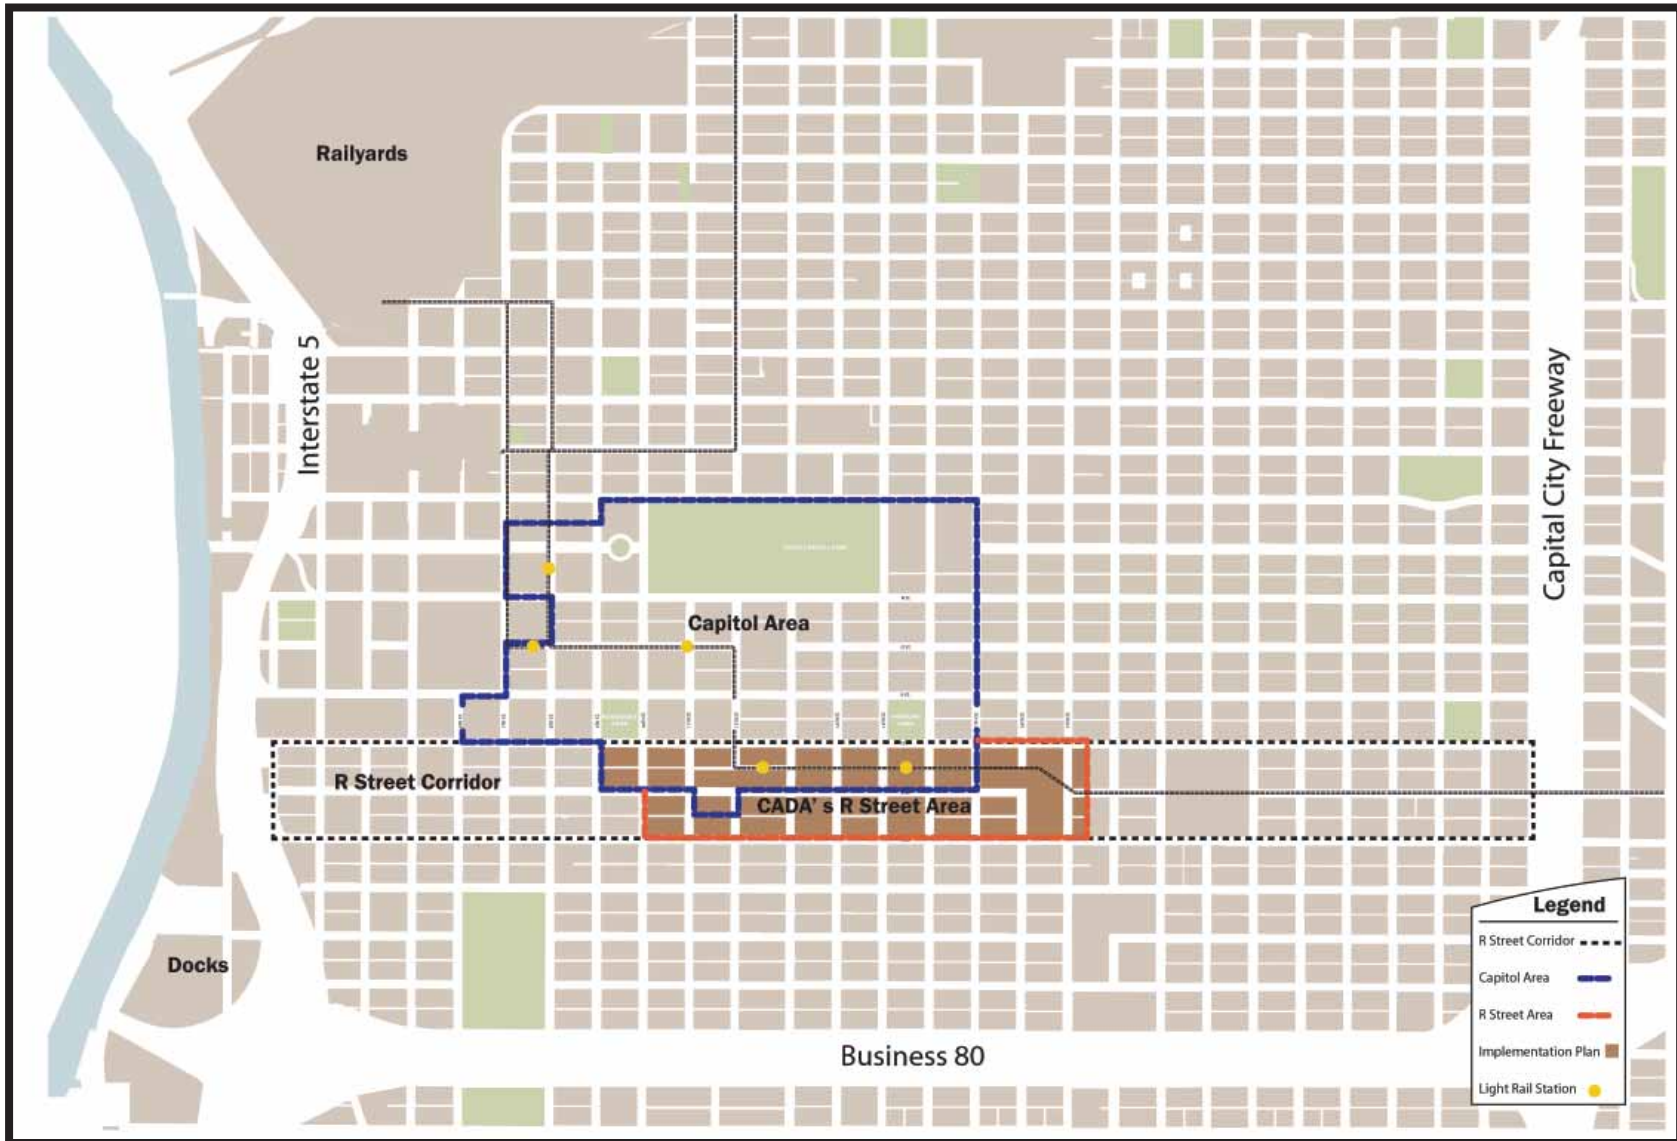 Railyards
Interstate 5
Capital City Freeway
Capitol Area
R Street Corridor
CADA' s R Street Area
Docks
Business 80
Legend
R Street Corridor
Capitol Area
R Street Area
Implementation Plan
Light Rail Station